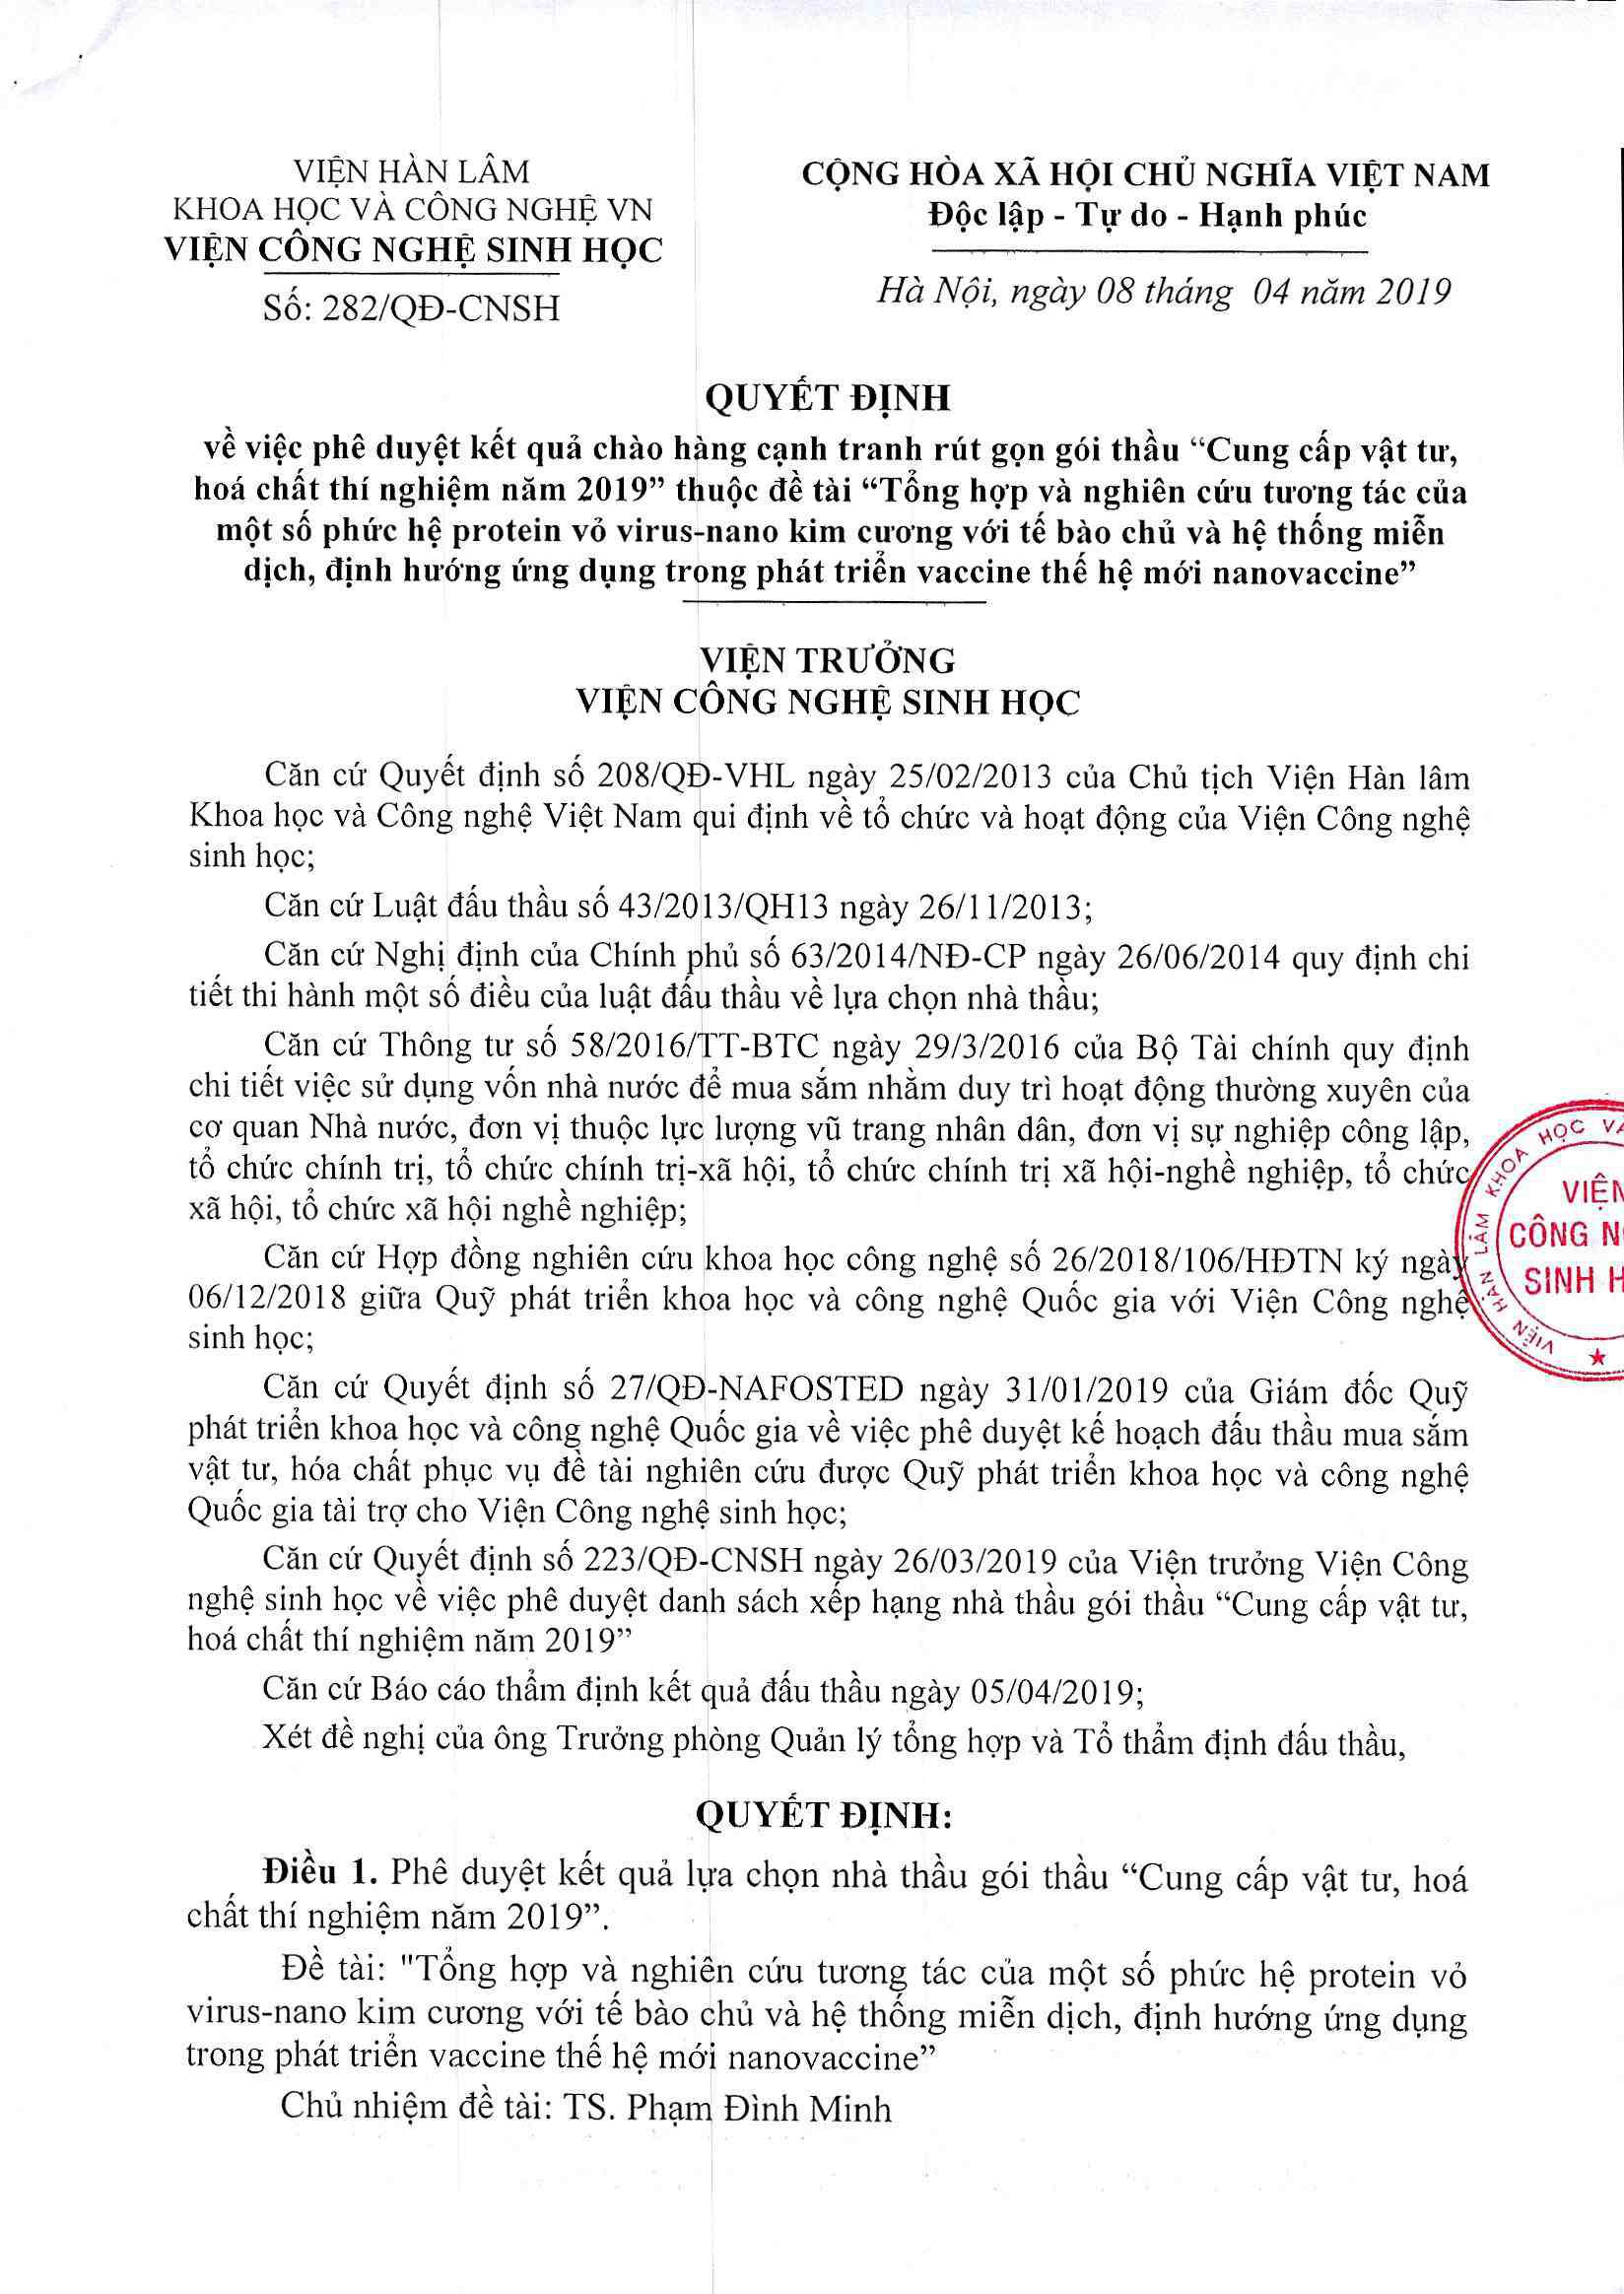 VIỆN HÀN LÂM
KHOA HỌC VÀ CÔNG NGHỆ VN
VIỆN CÔNG NGHỆ SINH HỌC
Số: 282/QĐ-CNSH
CỘNG HÒA XÃ HỘI CHỦ NGHĨA VIỆT NAM
Độc lập - Tự do - Hạnh phúc
Hà Nội, ngày 08 tháng 04 năm 2019
QUYẾT ĐỊNH
về việc phê duyệt kết quả chào hàng cạnh tranh rút gọn gói thầu “Cung cấp vật tư,
hoá chất thí nghiệm năm 2019” thuộc đề tài “Tổng hợp và nghiên cứu tương tác của
một số phức hệ protein vỏ virus-nano kim cương với tế bào chủ và hệ thống miễn
dịch, định hướng ứng dụng trong phát triển vaccine thế hệ mới nanovaccine”
VIỆN TRƯỞNG
VIỆN CÔNG NGHỆ SINH HỌC
Căn cứ Quyết định số 208/QĐ-VHL ngày 25/02/2013 của Chủ tịch Viện Hàn lâm
Khoa học và Công nghệ Việt Nam qui định về tổ chức và hoạt động của Viện Công nghệ
sinh học;
Căn cứ Luật đấu thầu số 43/2013/QH13 ngày 26/11/2013;
Căn cứ Nghị định của Chính phủ số 63/2014/NĐ-CP ngày 26/06/2014 quy định chi
tiết thi hành một số điều của luật đấu thầu về lựa chọn nhà thầu;
Căn cứ Thông tư số 58/2016/TT-BTC ngày 29/3/2016 của Bộ Tài chính quy định
chi tiết việc sử dụng vốn nhà nước để mua sắm nhằm duy trì hoạt động thường xuyên của
cơ quan Nhà nước, đơn vị thuộc lực lượng vũ trang nhân dân, đơn vị sự nghiệp công lập,
tổ chức chính trị, tổ chức chính trị-xã hội, tổ chức chính trị xã hội-nghề nghiệp, tổ chức
xã hội, tổ chức xã hội nghề nghiệp;
Căn cứ Hợp đồng nghiên cứu khoa học công nghệ số 26/2018/106/HĐTN ký ngày
06/12/2018 giữa Quỹ phát triển khoa học và công nghệ Quốc gia với Viện Công nghệ
sinh học;
Căn cứ Quyết định số 27/QĐ-NAFOSTED ngày 31/01/2019 của Giám đốc Quỹ
phát triển khoa học và công nghệ Quốc gia về việc phê duyệt kế hoạch đấu thầu mua sắm
vật tư, hóa chất phục vụ đề tài nghiên cứu được Quỹ phát triển khoa học và công nghệ
Quốc gia tài trợ cho Viện Công nghệ sinh học;
Căn cứ Quyết định số 223/QĐ-CNSH ngày 26/03/2019 của Viện trưởng Viện Công
nghệ sinh học về việc phê duyệt danh sách xếp hạng nhà thầu gói thầu “Cung cấp vật tư,
hoá chất thí nghiệm năm 2019”
Căn cứ Báo cáo thẩm định kết quả đấu thầu ngày 05/04/2019;
Xét đề nghị của ông Trưởng phòng Quản lý tổng hợp và Tổ thẩm định đấu thầu,
VIỆN HÀN LÂM KHOA HỌC VÀ
VIỆN
CÔNG N
SINH H
QUYẾT ĐỊNH:
Điều 1. Phê duyệt kết quả lựa chọn nhà thầu gói thầu “Cung cấp vật tư, hoá
chất thí nghiệm năm 2019”.
Đề tài: "Tổng hợp và nghiên cứu tương tác của một số phức hệ protein vỏ
virus-nano kim cương với tế bào chủ và hệ thống miễn dịch, định hướng ứng dụng
trong phát triển vaccine thế hệ mới nanovaccine”
Chủ nhiệm đề tài: TS. Phạm Đình Minh